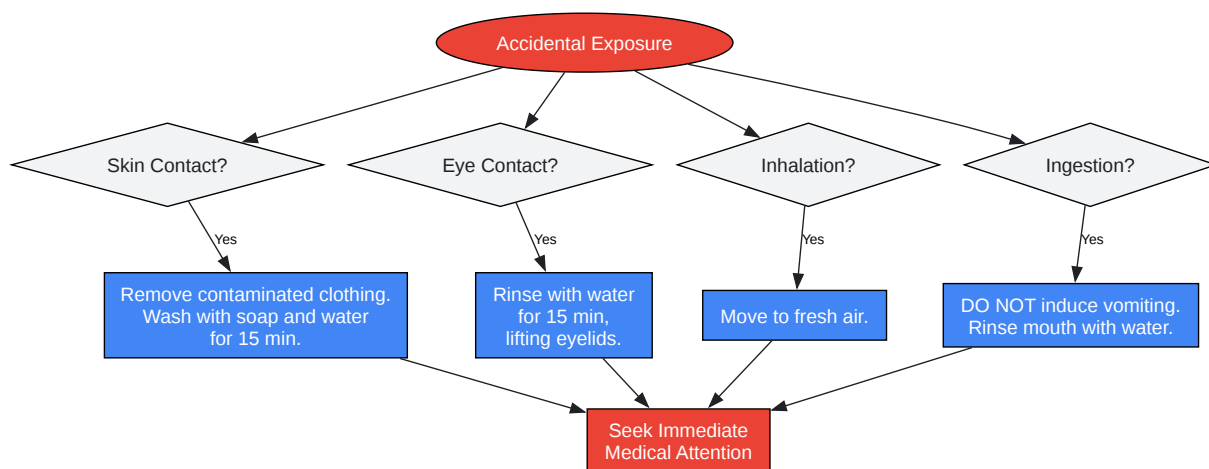 Accidental Exposure
Skin Contact?
Eye Contact?
Inhalation?
Ingestion?
Yes
Yes
Yes
Yes
Remove contaminated clothing.
Wash with soap and water
for 15 min.
Rinse with water
for 15 min,
lifting eyelids.
Move to fresh air.
DO NOT induce vomiting.
Rinse mouth with water.
Seek Immediate
Medical Attention